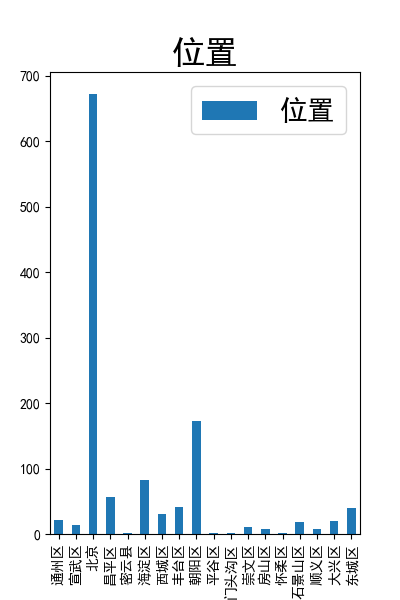 位置
位置
700
600
500
400
300
200
100
0
通州区
宣武区
北京
昌平区
密云县
海淀区
西城区
丰台区
朝阳区
平谷区
门头沟区
崇文区
房山区
怀柔区
石景山区
顺义区
大兴区
东城区